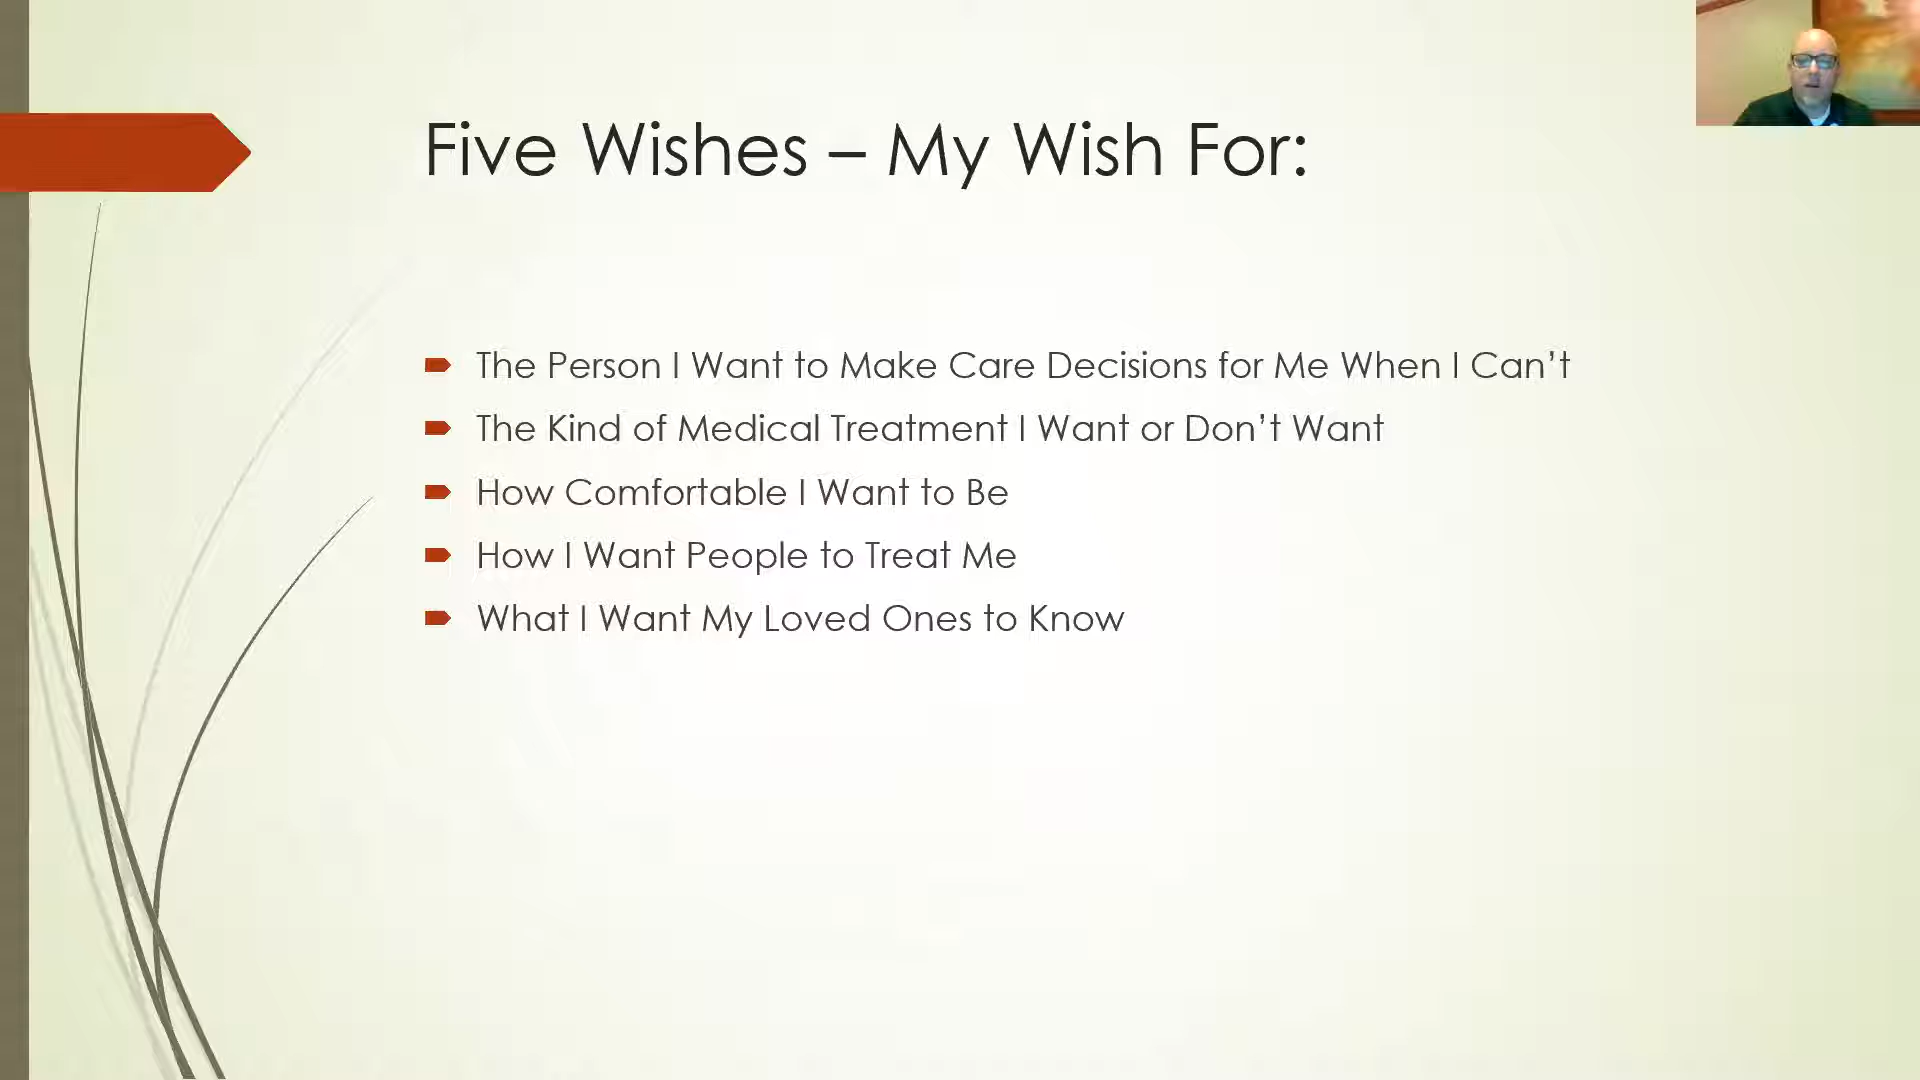 Five Wishes – My Wish For:
The Person I Want to Make Care Decisions for Me When I Can’t
The Kind of Medical Treatment I Want or Don’t Want
How Comfortable I Want to Be
How I Want People to Treat Me
What I Want My Loved Ones to Know